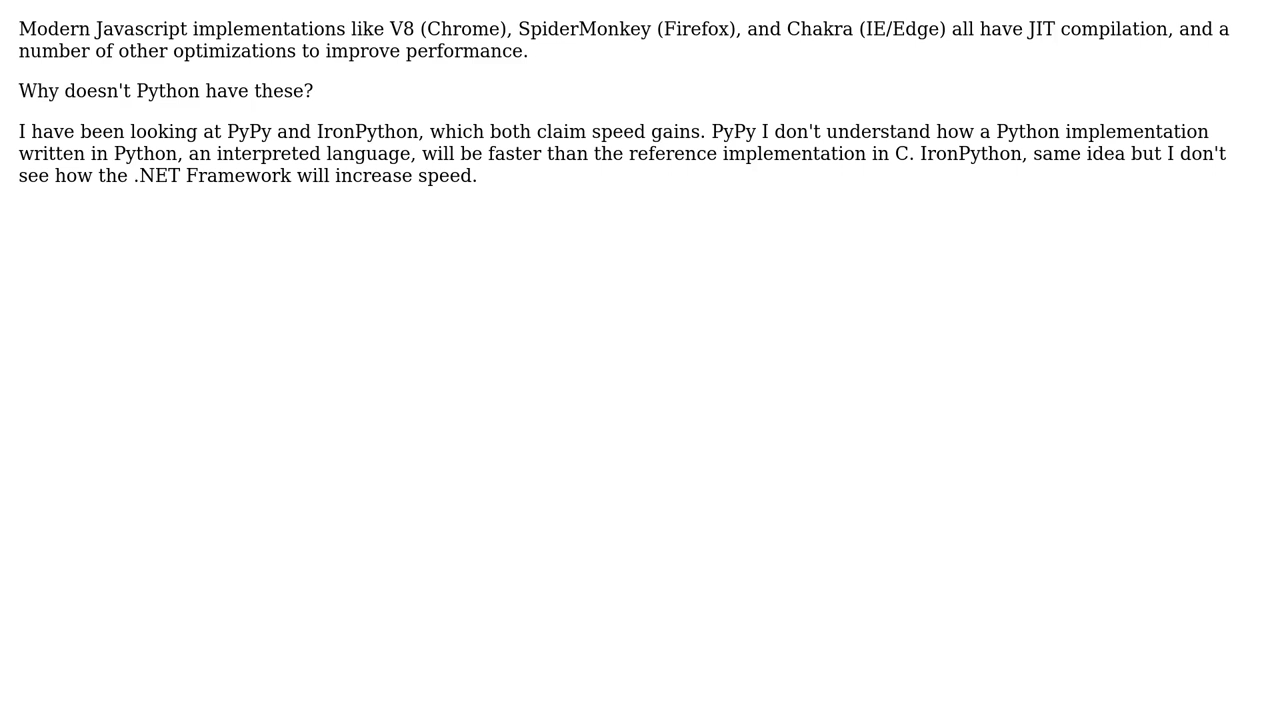 Modern Javascript implementations like V8 (Chrome), SpiderMonkey (Firefox), and Chakra (IE/Edge) all have JIT compilation, and a
number of other optimizations to improve performance.
Why doesn't Python have these?
I have been looking at PyPy and IronPython, which both claim speed gains. PyPy I don't understand how a Python implementation
written in Python, an interpreted language, will be faster than the reference implementation in C. IronPython, same idea but I don't
see how the .NET Framework will increase speed.